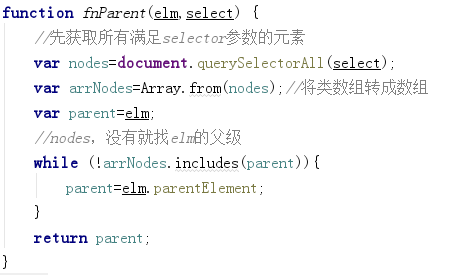 function fnParent(elm,select) {
//先获取所有满足selector参数的元素
var nodes=document.querySelectorAll(select);
var arrNodes=Array.from(nodes);//将类数组转成数组
var parent=elm;
//nodes，没有就找elm的父级
while (!arrNodes.includes(parent)){
parent=elm.parentElement;
}
return parent;
}